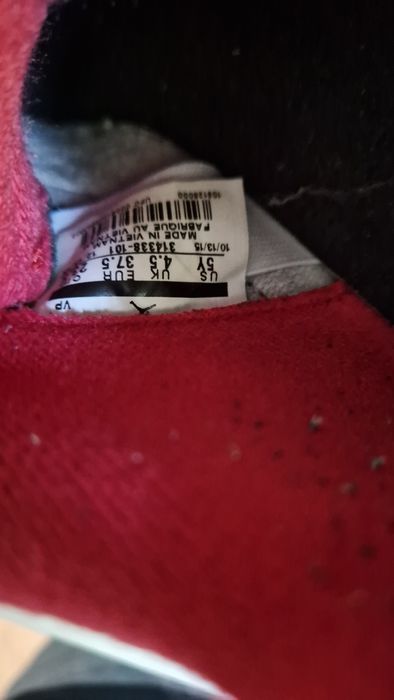 VP
US UK EUR
5Y 4.5 37.5
10/13/15 314338-101
MADE IN VIETNAM
FABRIQUE AU VIETNAM
UPC